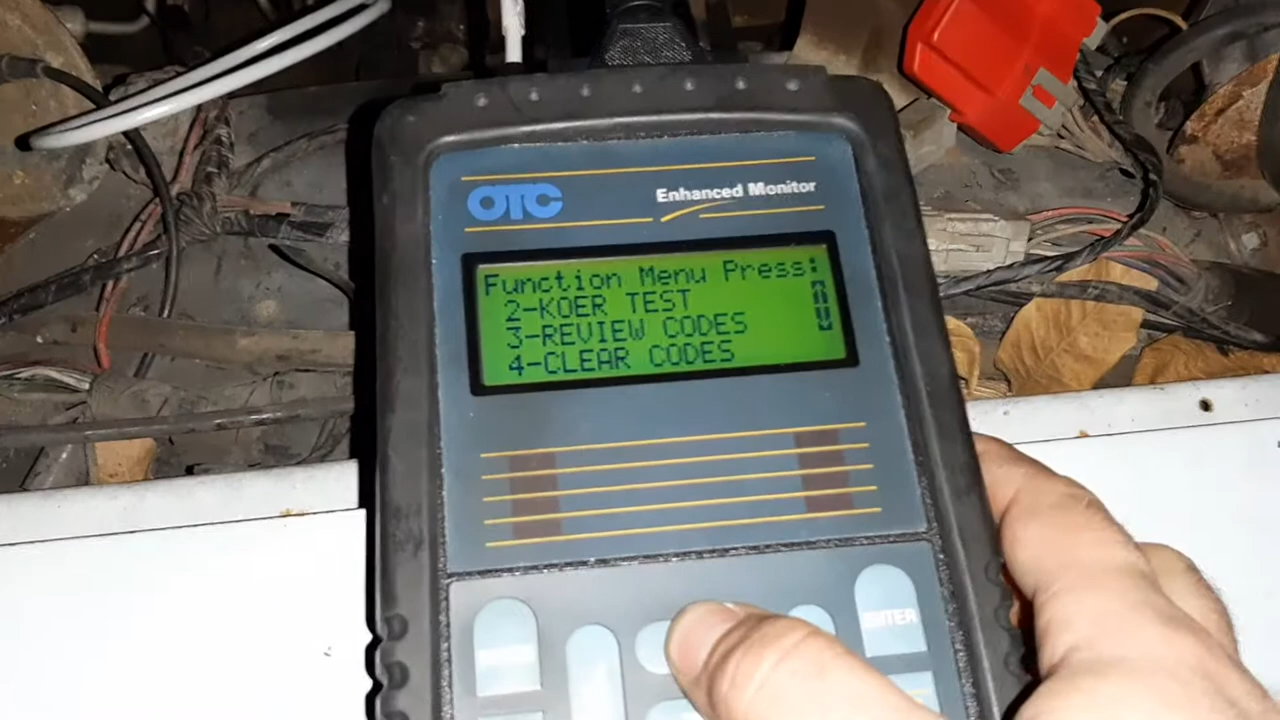 OTC
Enhanced Monitor
Function Menu Press:
2-KOER TEST
3-REVIEW CODES
4-CLEAR CODES
ENTER